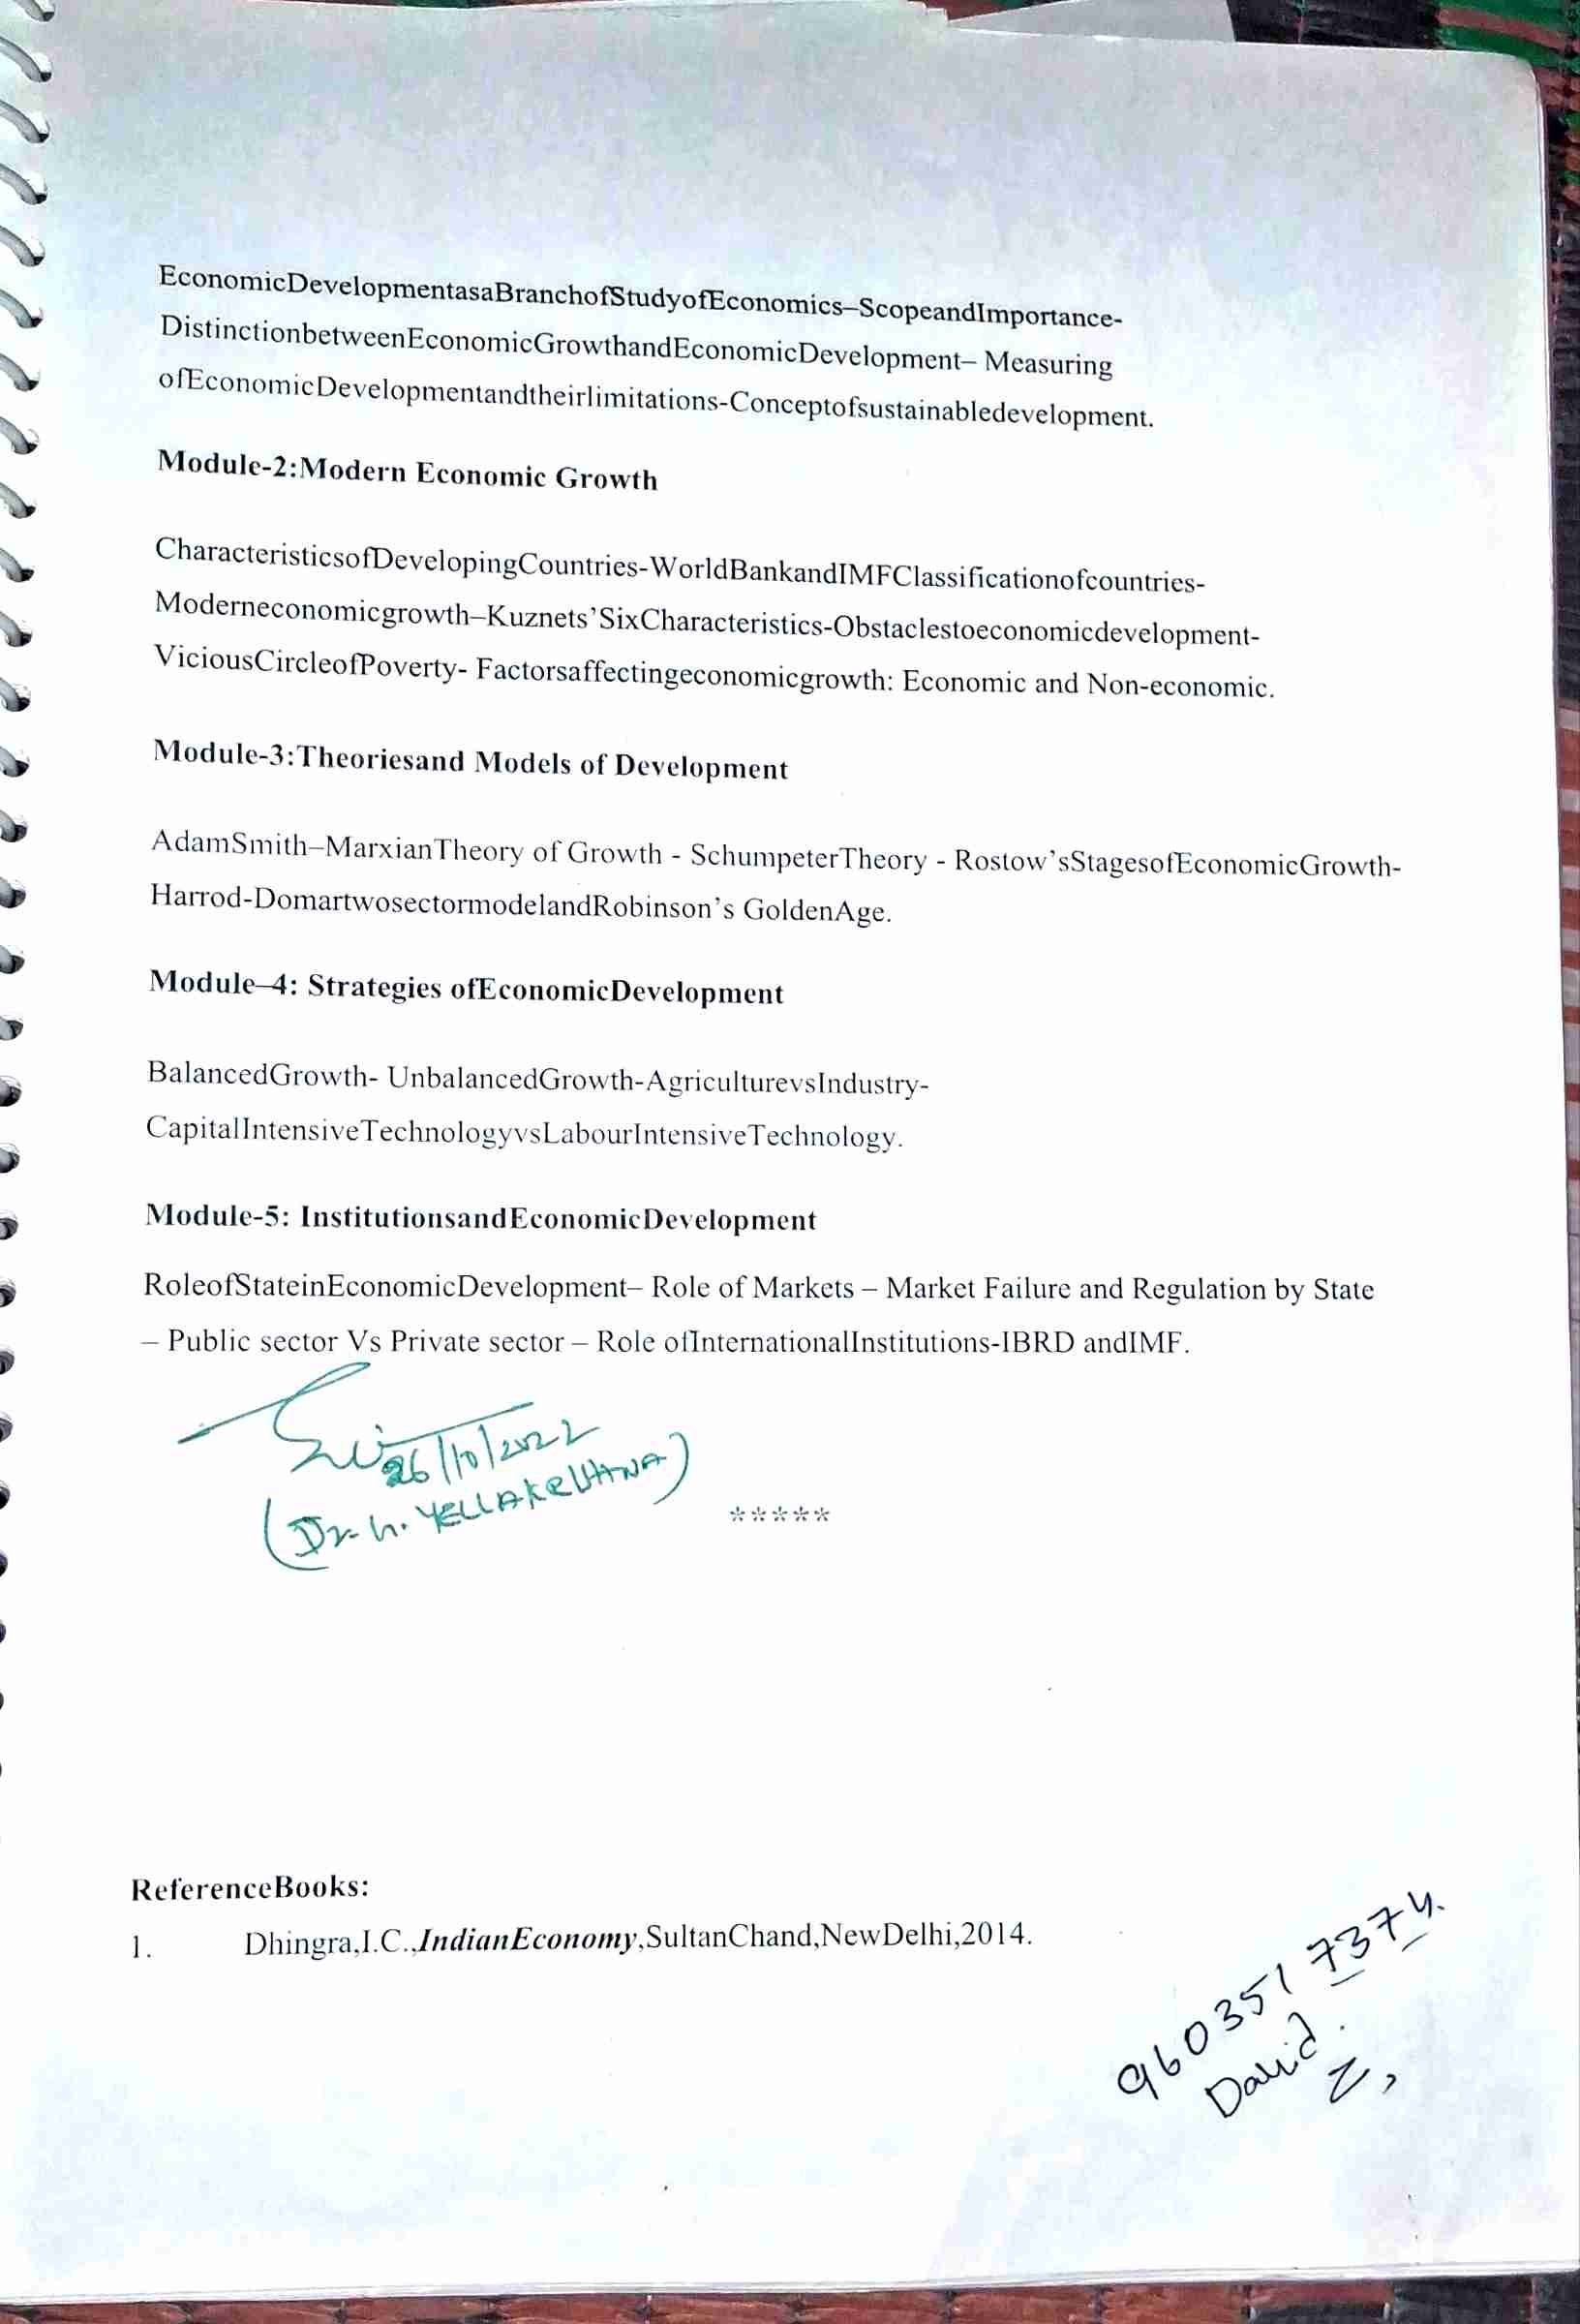 EconomicDevelopmentasaBranchofStudyofEconomics–ScopeandImportance-
DistinctionbetweenEconomicGrowthandEconomicDevelopment– Measuring
ofEconomicDevelopmentandtheirlimitations-Conceptofsustainabledevelopment.
Module-2:Modern Economic Growth
CharacteristicsofDevelopingCountries-WorldBankandIMFClassificationofcountries-
Moderneconomicgrowth–Kuznets’SixCharacteristics-Obstaclestoeconomicdevelopment-
ViciousCircleofPoverty- Factorsaffectingeconomicgrowth: Economic and Non-economic.
Module-3:Theoriesand Models of Development
AdamSmith–MarxianTheory of Growth - SchumpeterTheory - Rostow’sStagesofEconomicGrowth-
Harrod-DomartwosectormodelandRobinson’s GoldenAge.
Module–4: Strategies ofEconomicDevelopment
BalancedGrowth- UnbalancedGrowth-AgriculturevsIndustry-
CapitalIntensiveTechnologyvsLabourIntensiveTechnology.
Module-5: InstitutionsandEconomicDevelopment
RoleofStateinEconomicDevelopment– Role of Markets – Market Failure and Regulation by State
– Public sector Vs Private sector – Role ofInternationalInstitutions-IBRD andIMF.
26/10/2022
(Dr. h. YELLAKRUHNA)
*****
ReferenceBooks:
1. Dhingra,I.C.,IndianEconomy,SultanChand,NewDelhi,2014.
9603517374.
David.
Z,